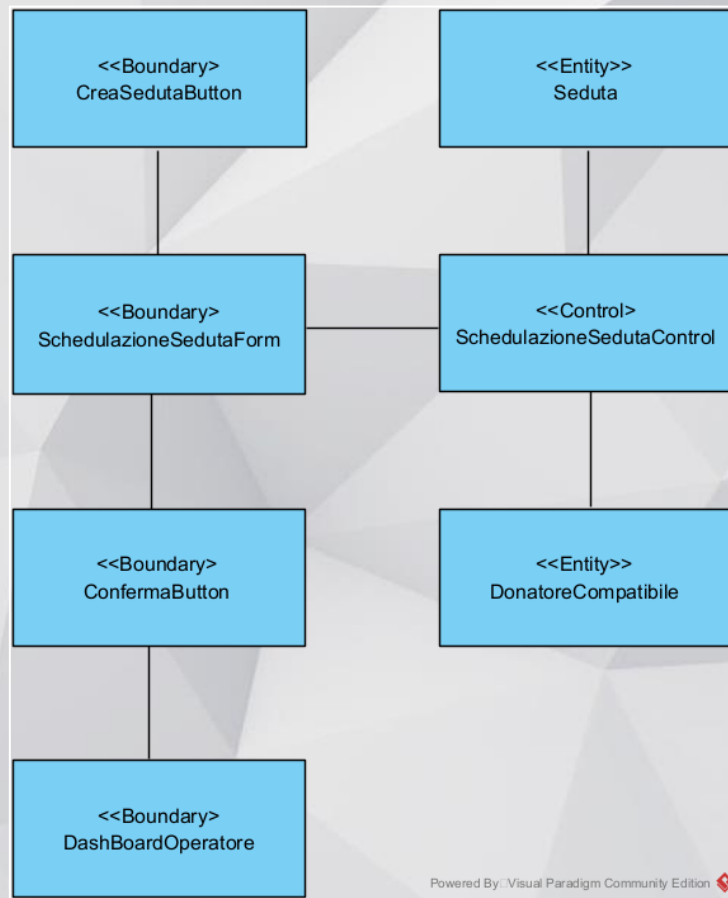 <<Boundary>
CreaSedutaButton
<<Entity>>
Seduta
<<Boundary>
SchedulazioneSedutaForm
<<Control>
SchedulazioneSedutaControl
<<Boundary>
ConfermaButton
<<Entity>>
DonatoreCompatibile
<<Boundary>
DashBoardOperatore
Powered By Visual Paradigm Community Edition